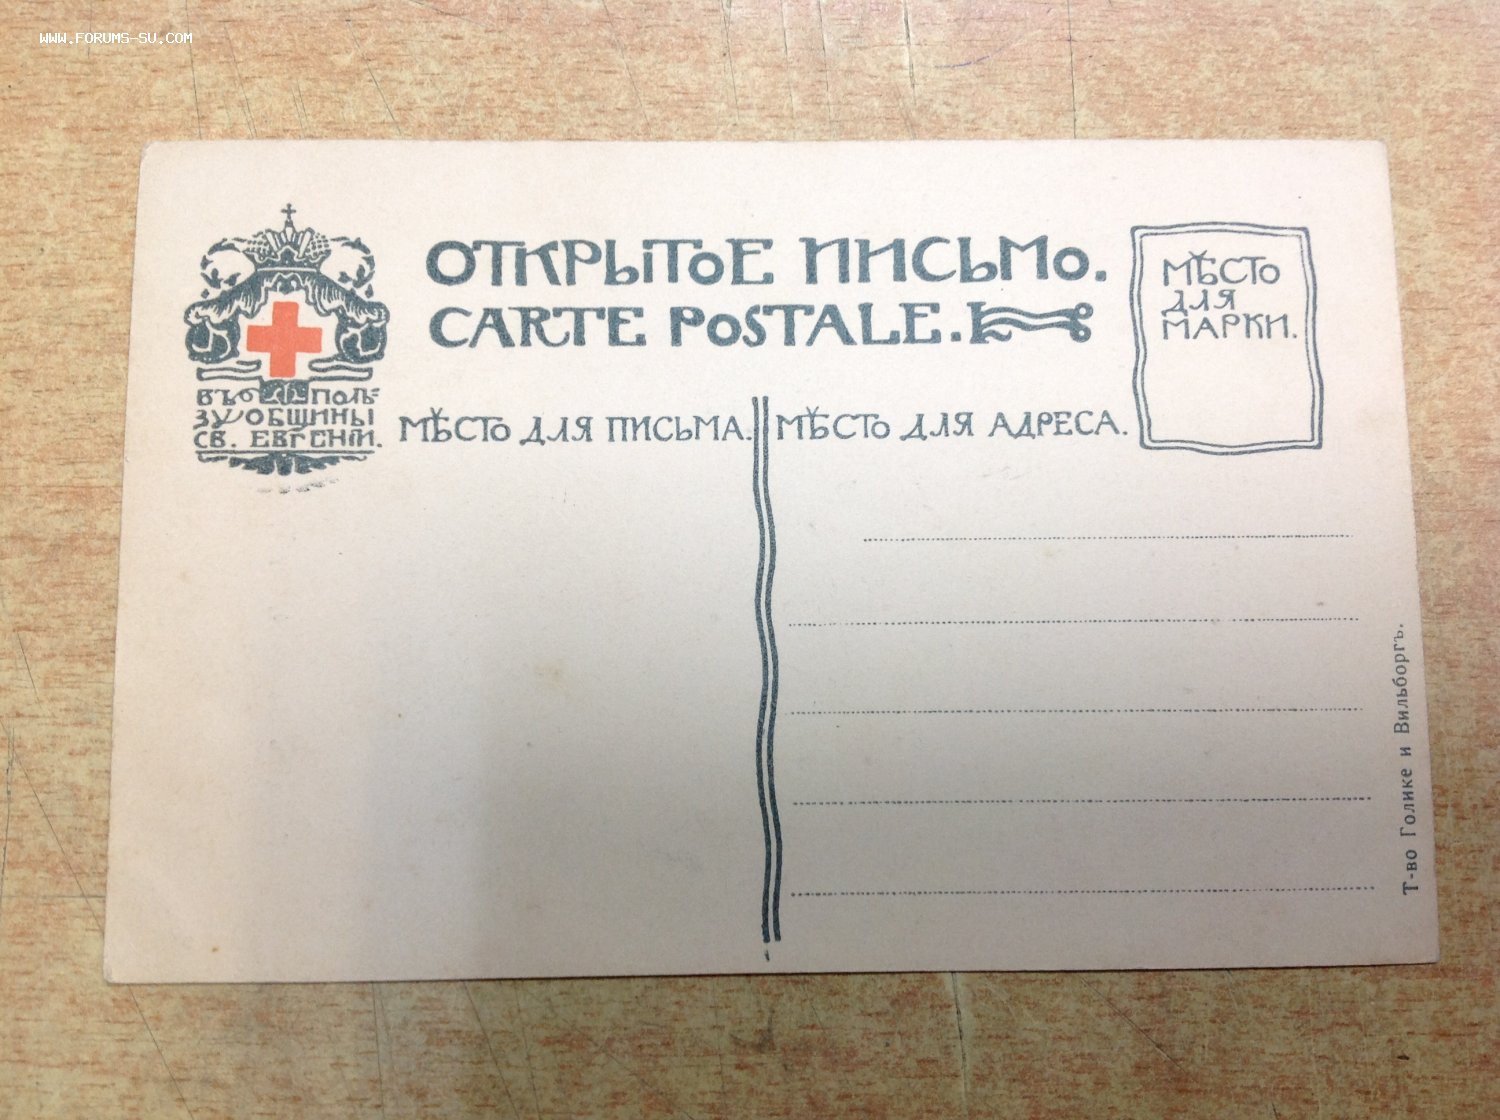 WWW.FORUMS-SU.COM
ОТКРЫТОЕ ПИСЬМО.
CARTE POSTALE.
МѢСТО
ДЛЯ
МАРКИ.
ВЪ ПОЛЬ=
ЗУ ОБЩИНЫ
СВ. ЕВГЕНІИ.
МѢСТО ДЛЯ ПИСЬМА.
МѢСТО ДЛЯ АДРЕСА.
Т-во Голике и Вильборгъ.